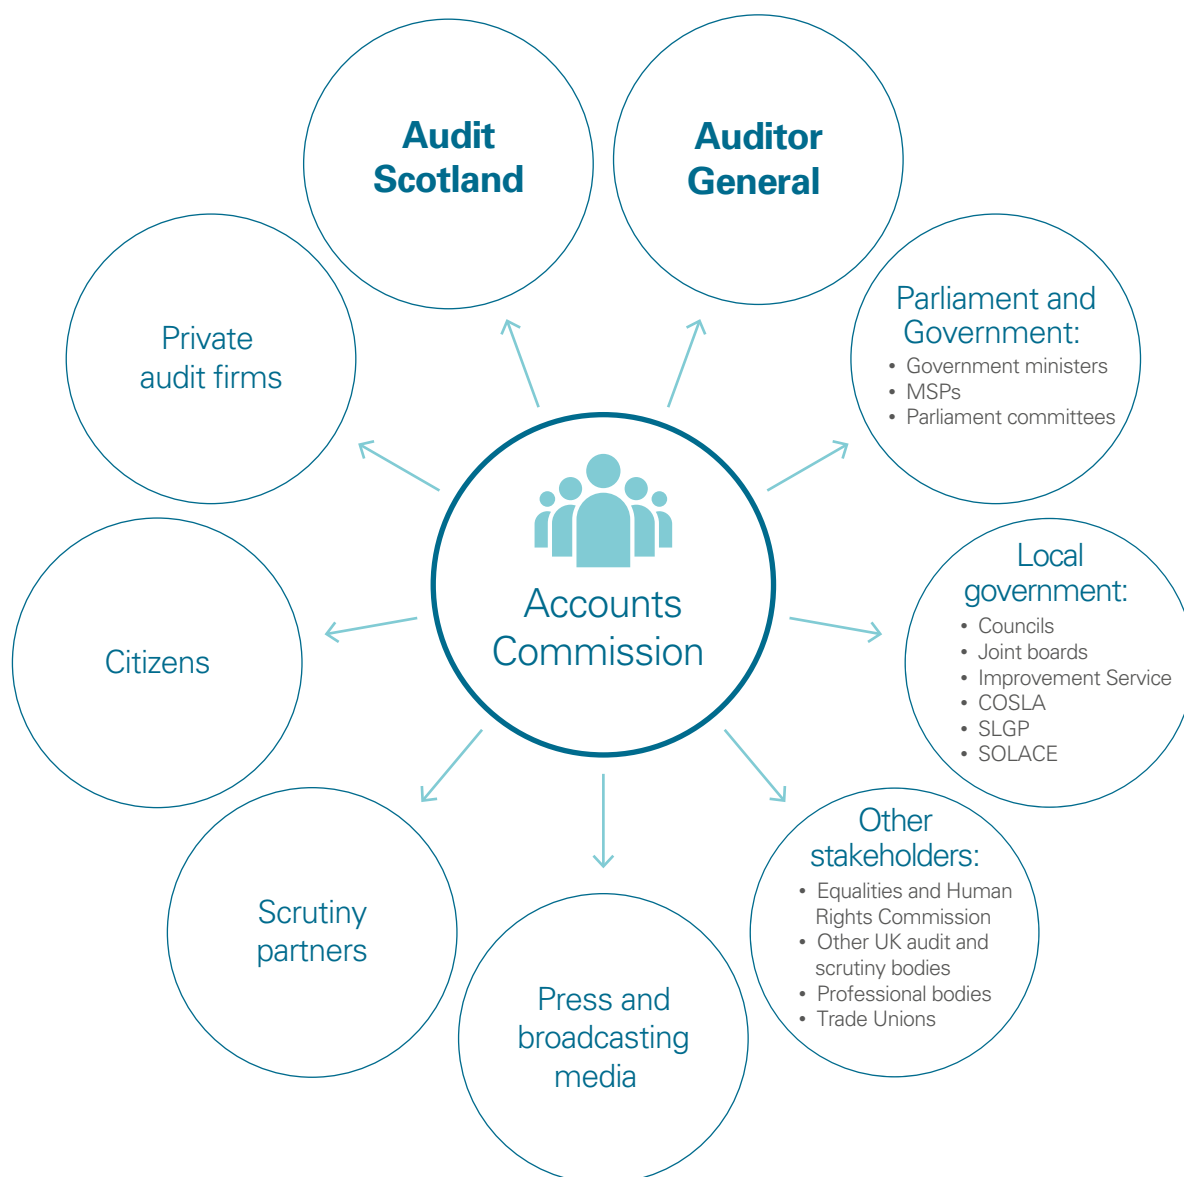 Audit
Scotland
Auditor
General
Parliament and
Government:
• Government ministers
• MSPs
• Parliament committees
Local
government:
• Councils
• Joint boards
• Improvement Service
• COSLA
• SLGP
• SOLACE
Other
stakeholders:
• Equalities and Human
Rights Commission
• Other UK audit and
scrutiny bodies
• Professional bodies
• Trade Unions
Press and
broadcasting
media
Scrutiny
partners
Citizens
Private
audit firms
Accounts
Commission